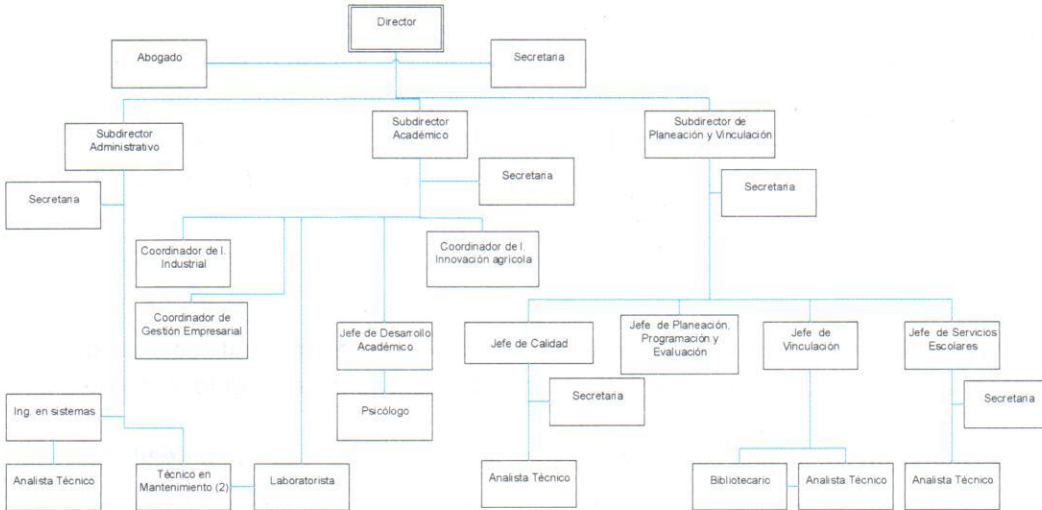 Director
Abogado
Secretaria
Subdirector
Administrativo
Subdirector
Académico
Subdirector de
Planeación y Vinculación
Secretaria
Secretaria
Secretaria
Coordinador de I.
Industrial
Coordinador de I.
Innovación agrícola
Coordinador de
Gestión Empresarial
Jefe de Desarrollo
Académico
Jefe de Calidad
Jefe de Planeación,
Programación y
Evaluación
Jefe de
Vinculación
Jefe de Servicios
Escolares
Ing. en sistemas
Psicólogo
Secretaria
Secretaria
Analista Técnico
Técnico en
Mantenimiento (2)
Laboratorista
Analista Técnico
Bibliotecario
Analista Técnico
Analista Técnico